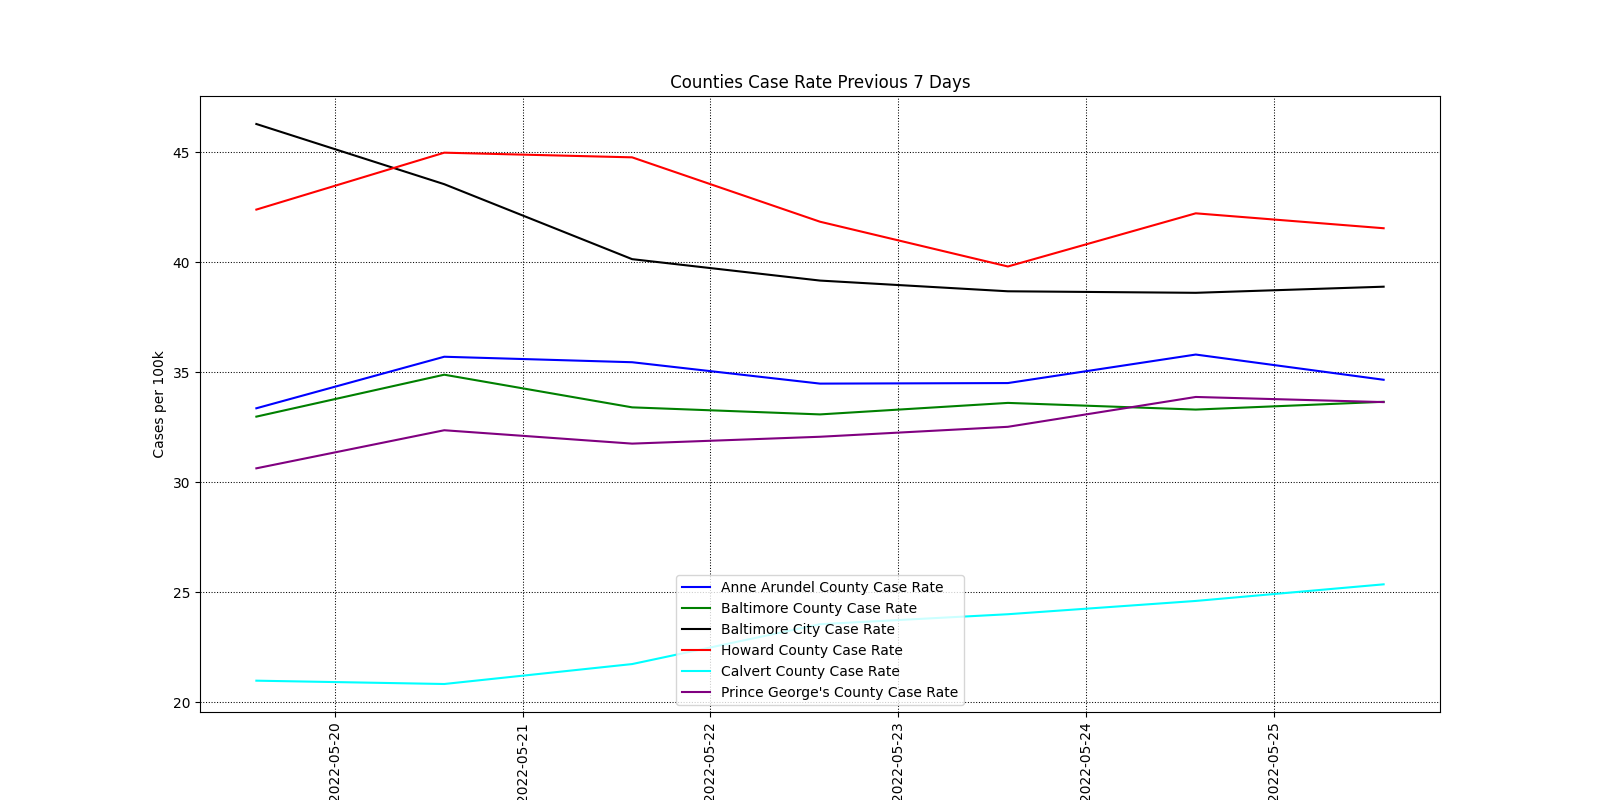 Counties Case Rate Previous 7 Days
Cases per 100k
45
40
35
30
25
20
Anne Arundel County Case Rate
Baltimore County Case Rate
Baltimore City Case Rate
Howard County Case Rate
Calvert County Case Rate
Prince George's County Case Rate
2022-05-20
2022-05-21
2022-05-22
2022-05-23
2022-05-24
2022-05-25